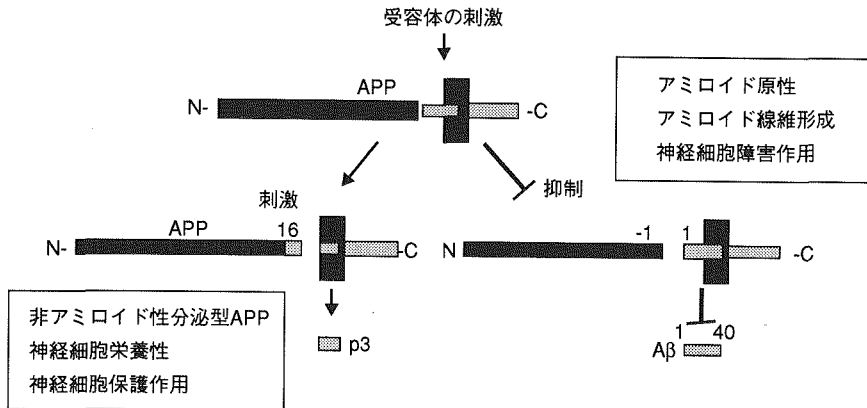 受容体の刺激
APP
N-
-C
アミロイド原性
アミロイド線維形成
神経細胞障害作用
刺激
抑制
APP
16
N-
-C
N
-1
1
-C
非アミロイド性分泌型APP
神経細胞栄養性
神経細胞保護作用
p3
1
40
Aβ